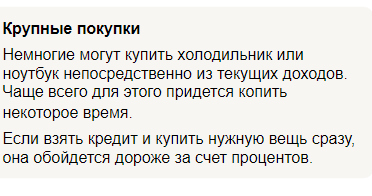 Крупные покупки
Немногие могут купить холодильник или
ноутбук непосредственно из текущих доходов.
Чаще всего для этого придется копить
некоторое время.
Если взять кредит и купить нужную вещь сразу,
она обойдется дороже за счет процентов.